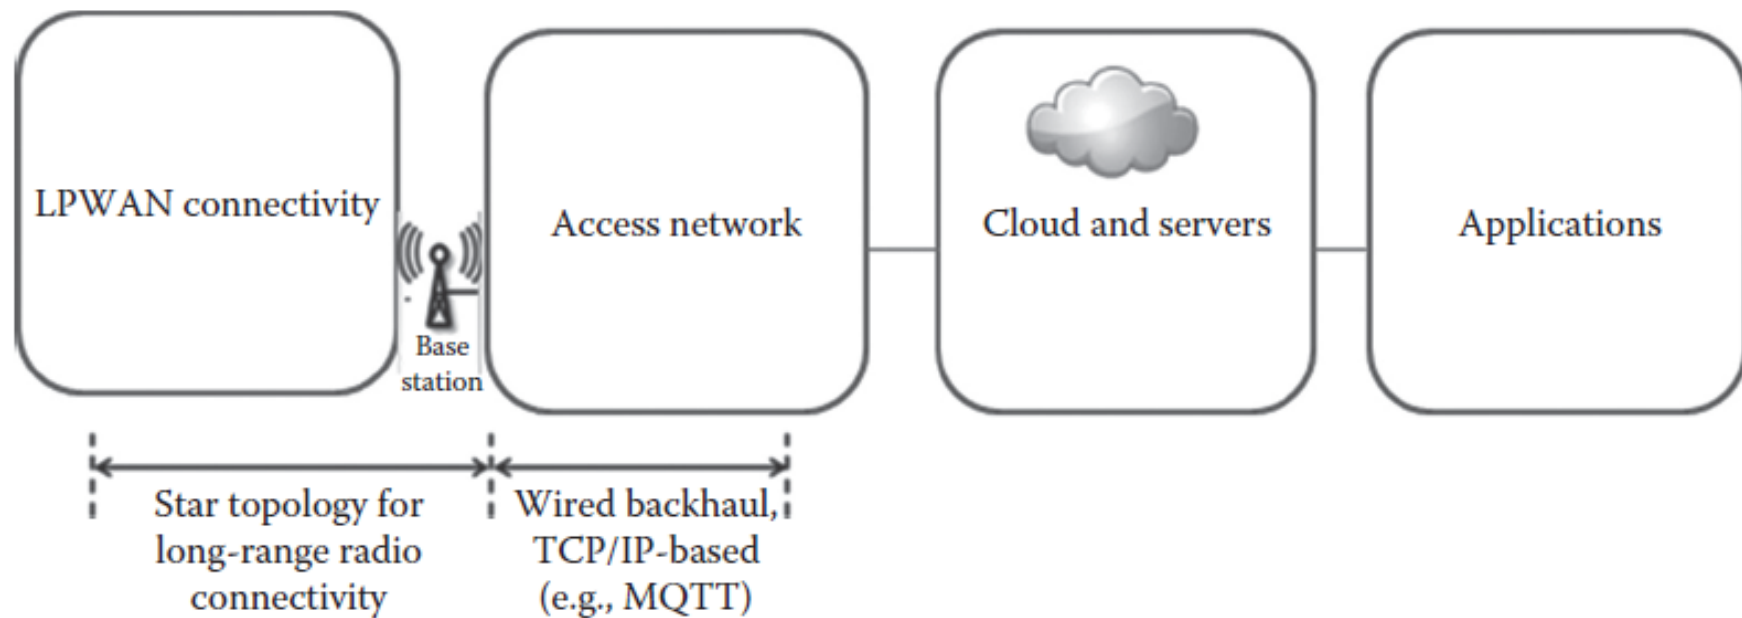 LPWAN connectivity
Base
station
Access network
Cloud and servers
Applications
Star topology for
long-range radio
connectivity
Wired backhaul,
TCP/IP-based
(e.g., MQTT)